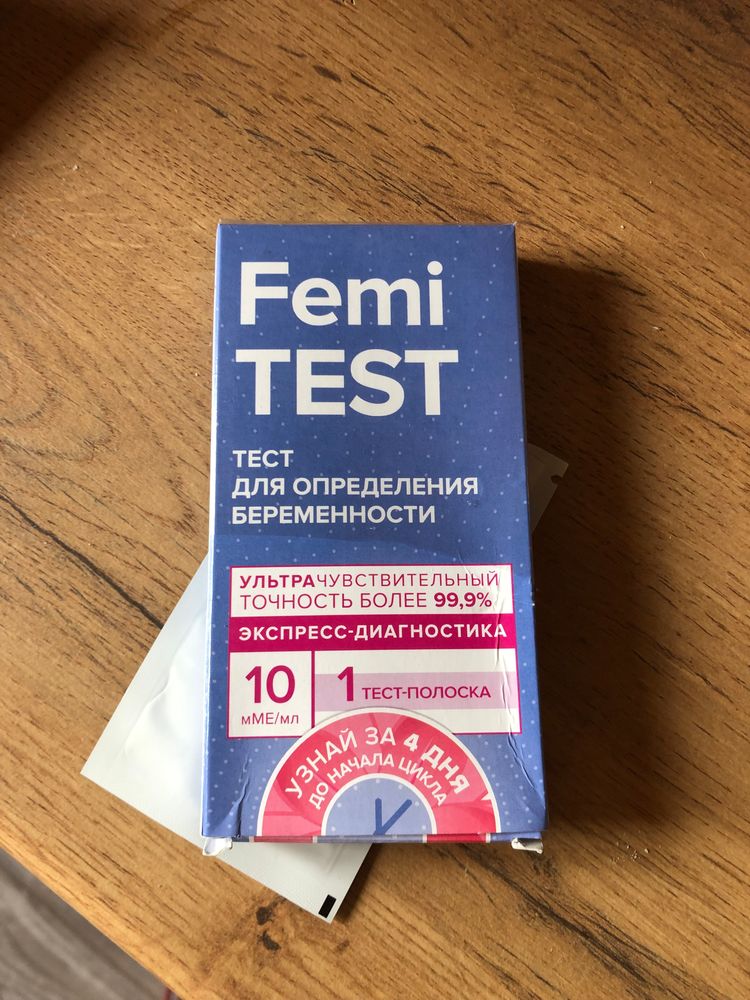 Femi
TEST
ТЕСТ
ДЛЯ ОПРЕДЕЛЕНИЯ
БЕРЕМЕННОСТИ
УЛЬТРАЧУВСТВИТЕЛЬНЫЙ
ТОЧНОСТЬ БОЛЕЕ 99,9%
ЭКСПРЕСС-ДИАГНОСТИКА
10
мМЕ/мл
1 ТЕСТ-ПОЛОСКА
УЗНАЙ ЗА 4 ДНЯ
ДО НАЧАЛА ЦИКЛА